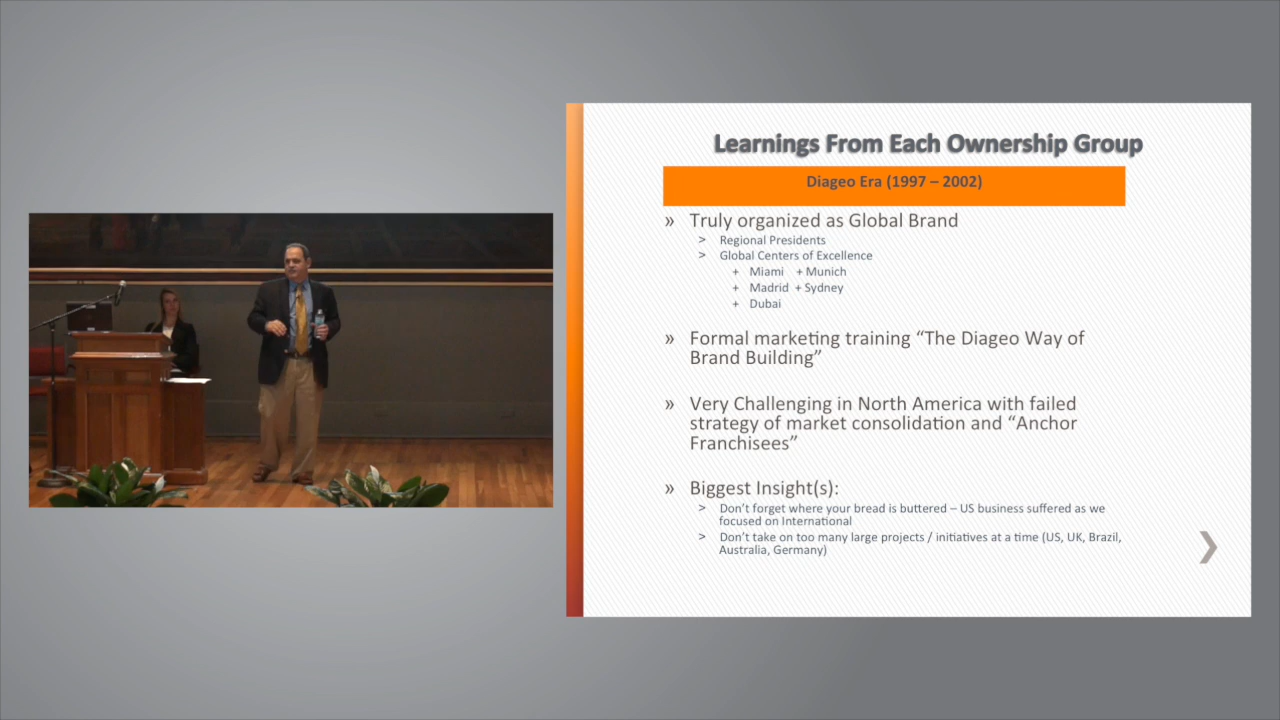 Learnings From Each Ownership Group
Diageo Era (1997 – 2002)
» Truly organized as Global Brand
> Regional Presidents
> Global Centers of Excellence
+ Miami + Munich
+ Madrid + Sydney
+ Dubai
» Formal marketing training “The Diageo Way of
Brand Building”
» Very Challenging in North America with failed
strategy of market consolidation and “Anchor
Franchisees”
» Biggest Insight(s):
> Don’t forget where your bread is buttered – US business suffered as we
focused on International
> Don’t take on too many large projects / initiatives at a time (US, UK, Brazil,
Australia, Germany)